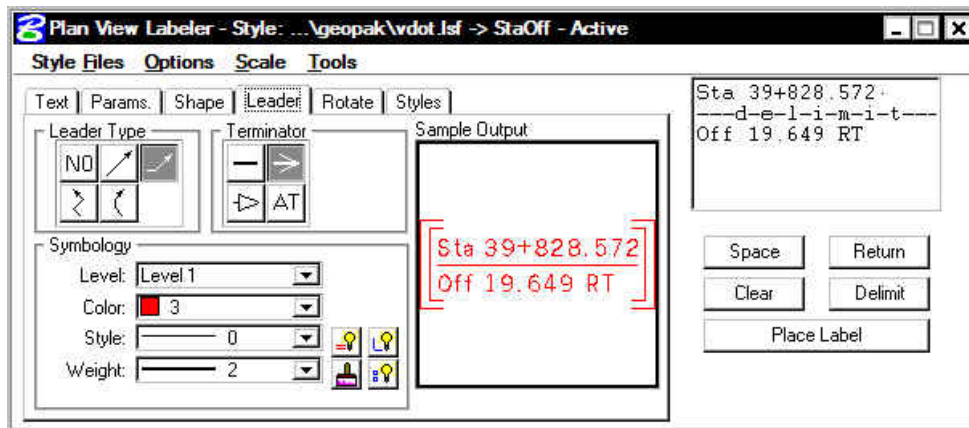 Plan View Labeler - Style: ...\geopak\vdot.lsf -> StaOff - Active
Style Files Options Scale Tools
Text Params. Shape Leader Rotate Styles
Leader Type
NO
Terminator
AT
Symbology
Level: Level 1
Color: 3
Style: 0
Weight: 2
Sample Output
Sta 39+828.572
Off 19.649 RT
Sta 39+828.572
---d-e-l-i-m-i-t---
Off 19.649 RT
Space Return
Clear Delimit
Place Label